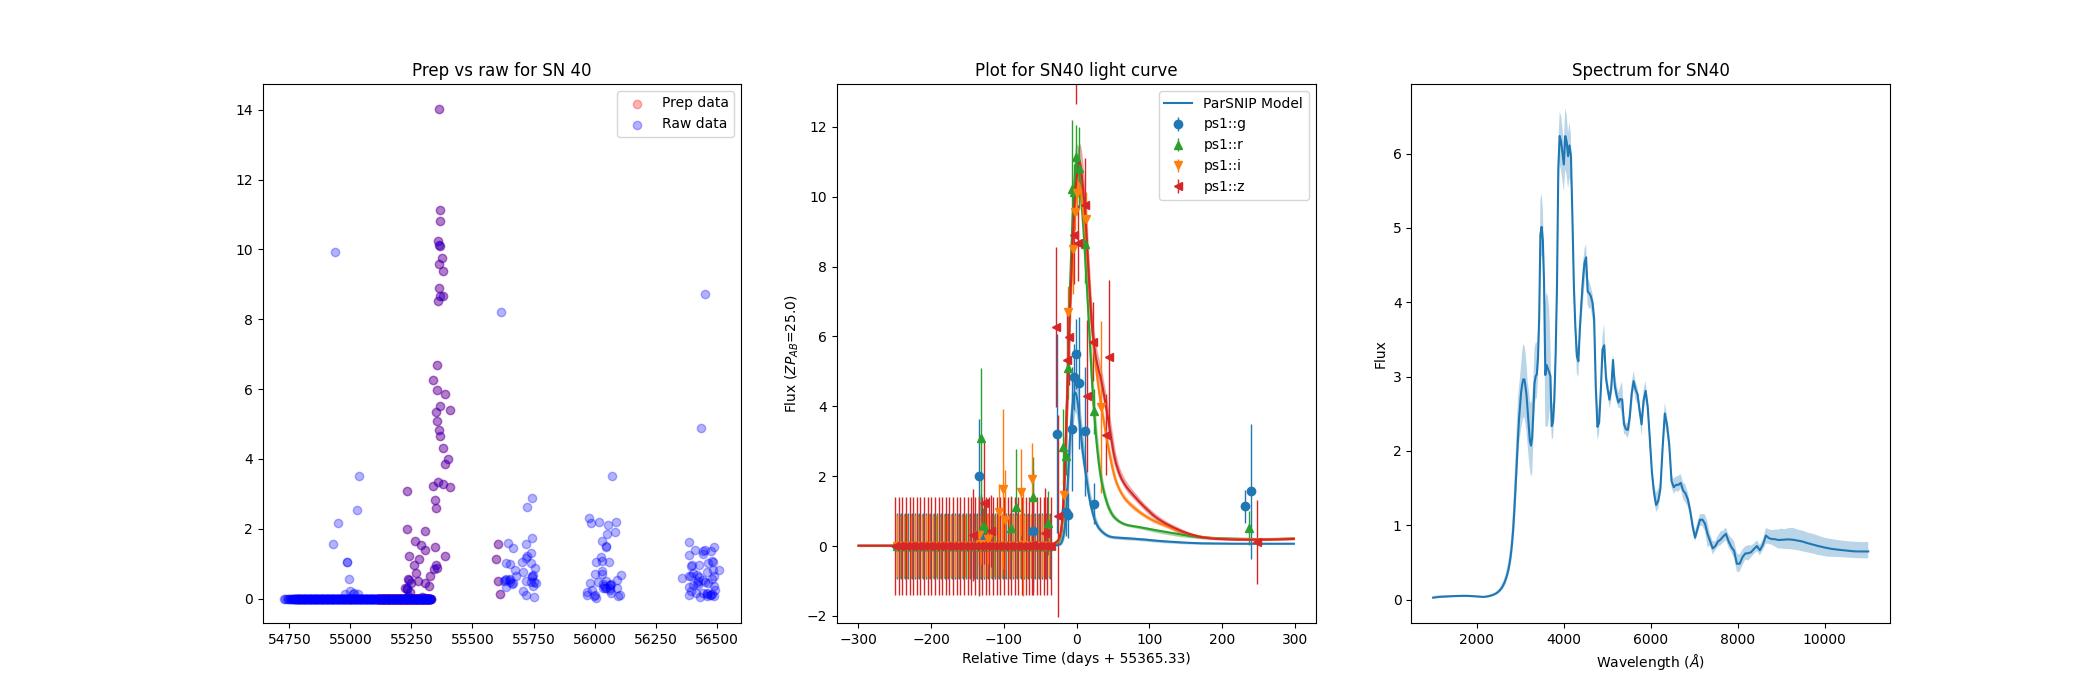 Prep vs raw for SN 40
14
12
10
8
6
4
2
0
54750 55000 55250 55500 55750 56000 56250 56500
Prep data
Raw data
Plot for SN40 light curve
Flux (ZP_AB=25.0)
12
10
8
6
4
2
0
−2
−300 −200 −100 0 100 200 300
Relative Time (days + 55365.33)
ParSNIP Model
ps1::g
ps1::r
ps1::i
ps1::z
Spectrum for SN40
Flux
6
5
4
3
2
1
0
2000 4000 6000 8000 10000
Wavelength (Å)